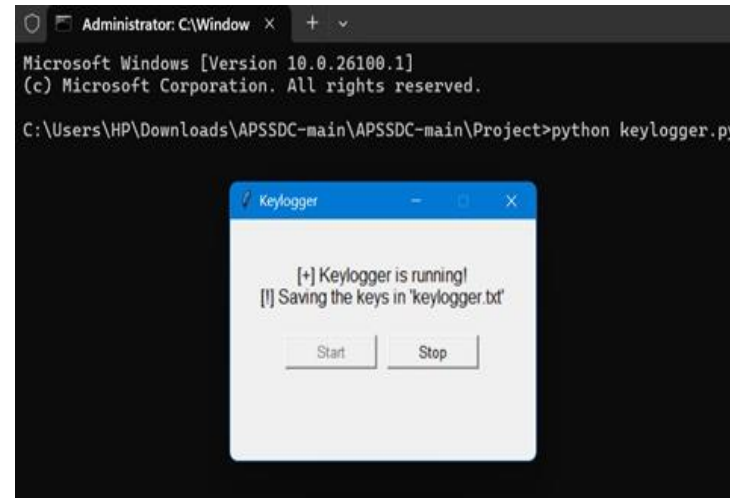 Administrator: C:\Window
Microsoft Windows [Version 10.0.26100.1]
(c) Microsoft Corporation. All rights reserved.
C:\Users\HP\Downloads\APSSDC-main\APSSDC-main\Project>python keylogger.py
Keylogger
[+] Keylogger is running!
[!] Saving the keys in 'keylogger.txt'
Start Stop